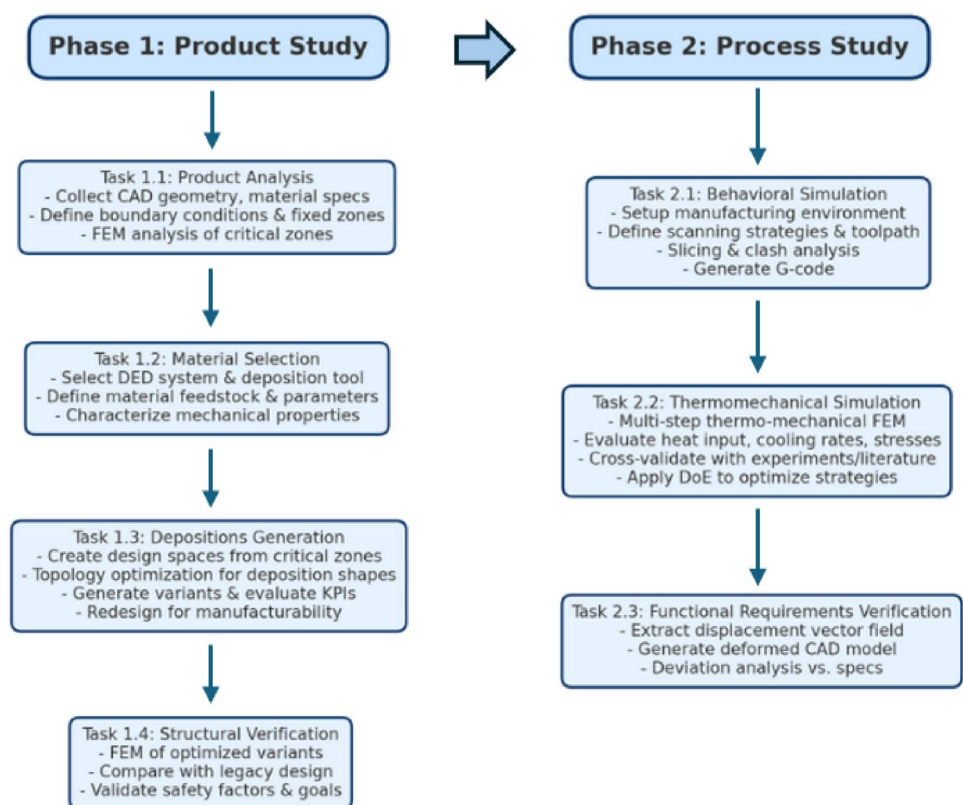 Phase 1: Product Study
Task 1.1: Product Analysis
- Collect CAD geometry, material specs
- Define boundary conditions & fixed zones
- FEM analysis of critical zones
Task 1.2: Material Selection
- Select DED system & deposition tool
- Define material feedstock & parameters
- Characterize mechanical properties
Task 1.3: Depositions Generation
- Create design spaces from critical zones
- Topology optimization for deposition shapes
- Generate variants & evaluate KPIs
- Redesign for manufacturability
Task 1.4: Structural Verification
- FEM of optimized variants
- Compare with legacy design
- Validate safety factors & goals
Phase 2: Process Study
Task 2.1: Behavioral Simulation
- Setup manufacturing environment
- Define scanning strategies & toolpath
- Slicing & clash analysis
- Generate G-code
Task 2.2: Thermomechanical Simulation
- Multi-step thermo-mechanical FEM
- Evaluate heat input, cooling rates, stresses
- Cross-validate with experiments/literature
- Apply DoE to optimize strategies
Task 2.3: Functional Requirements Verification
- Extract displacement vector field
- Generate deformed CAD model
- Deviation analysis vs. specs